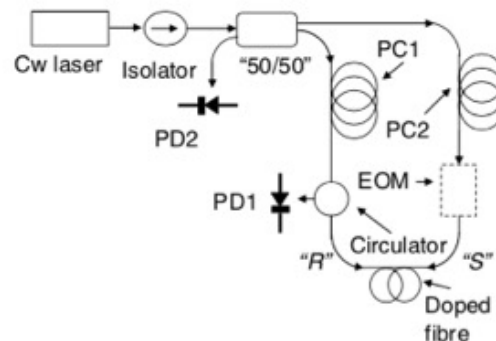 Cw laser
Isolator
“50/50”
PD2
PC1
PC2
EOM
PD1
Circulator
“R”
“S”
Doped
fibre